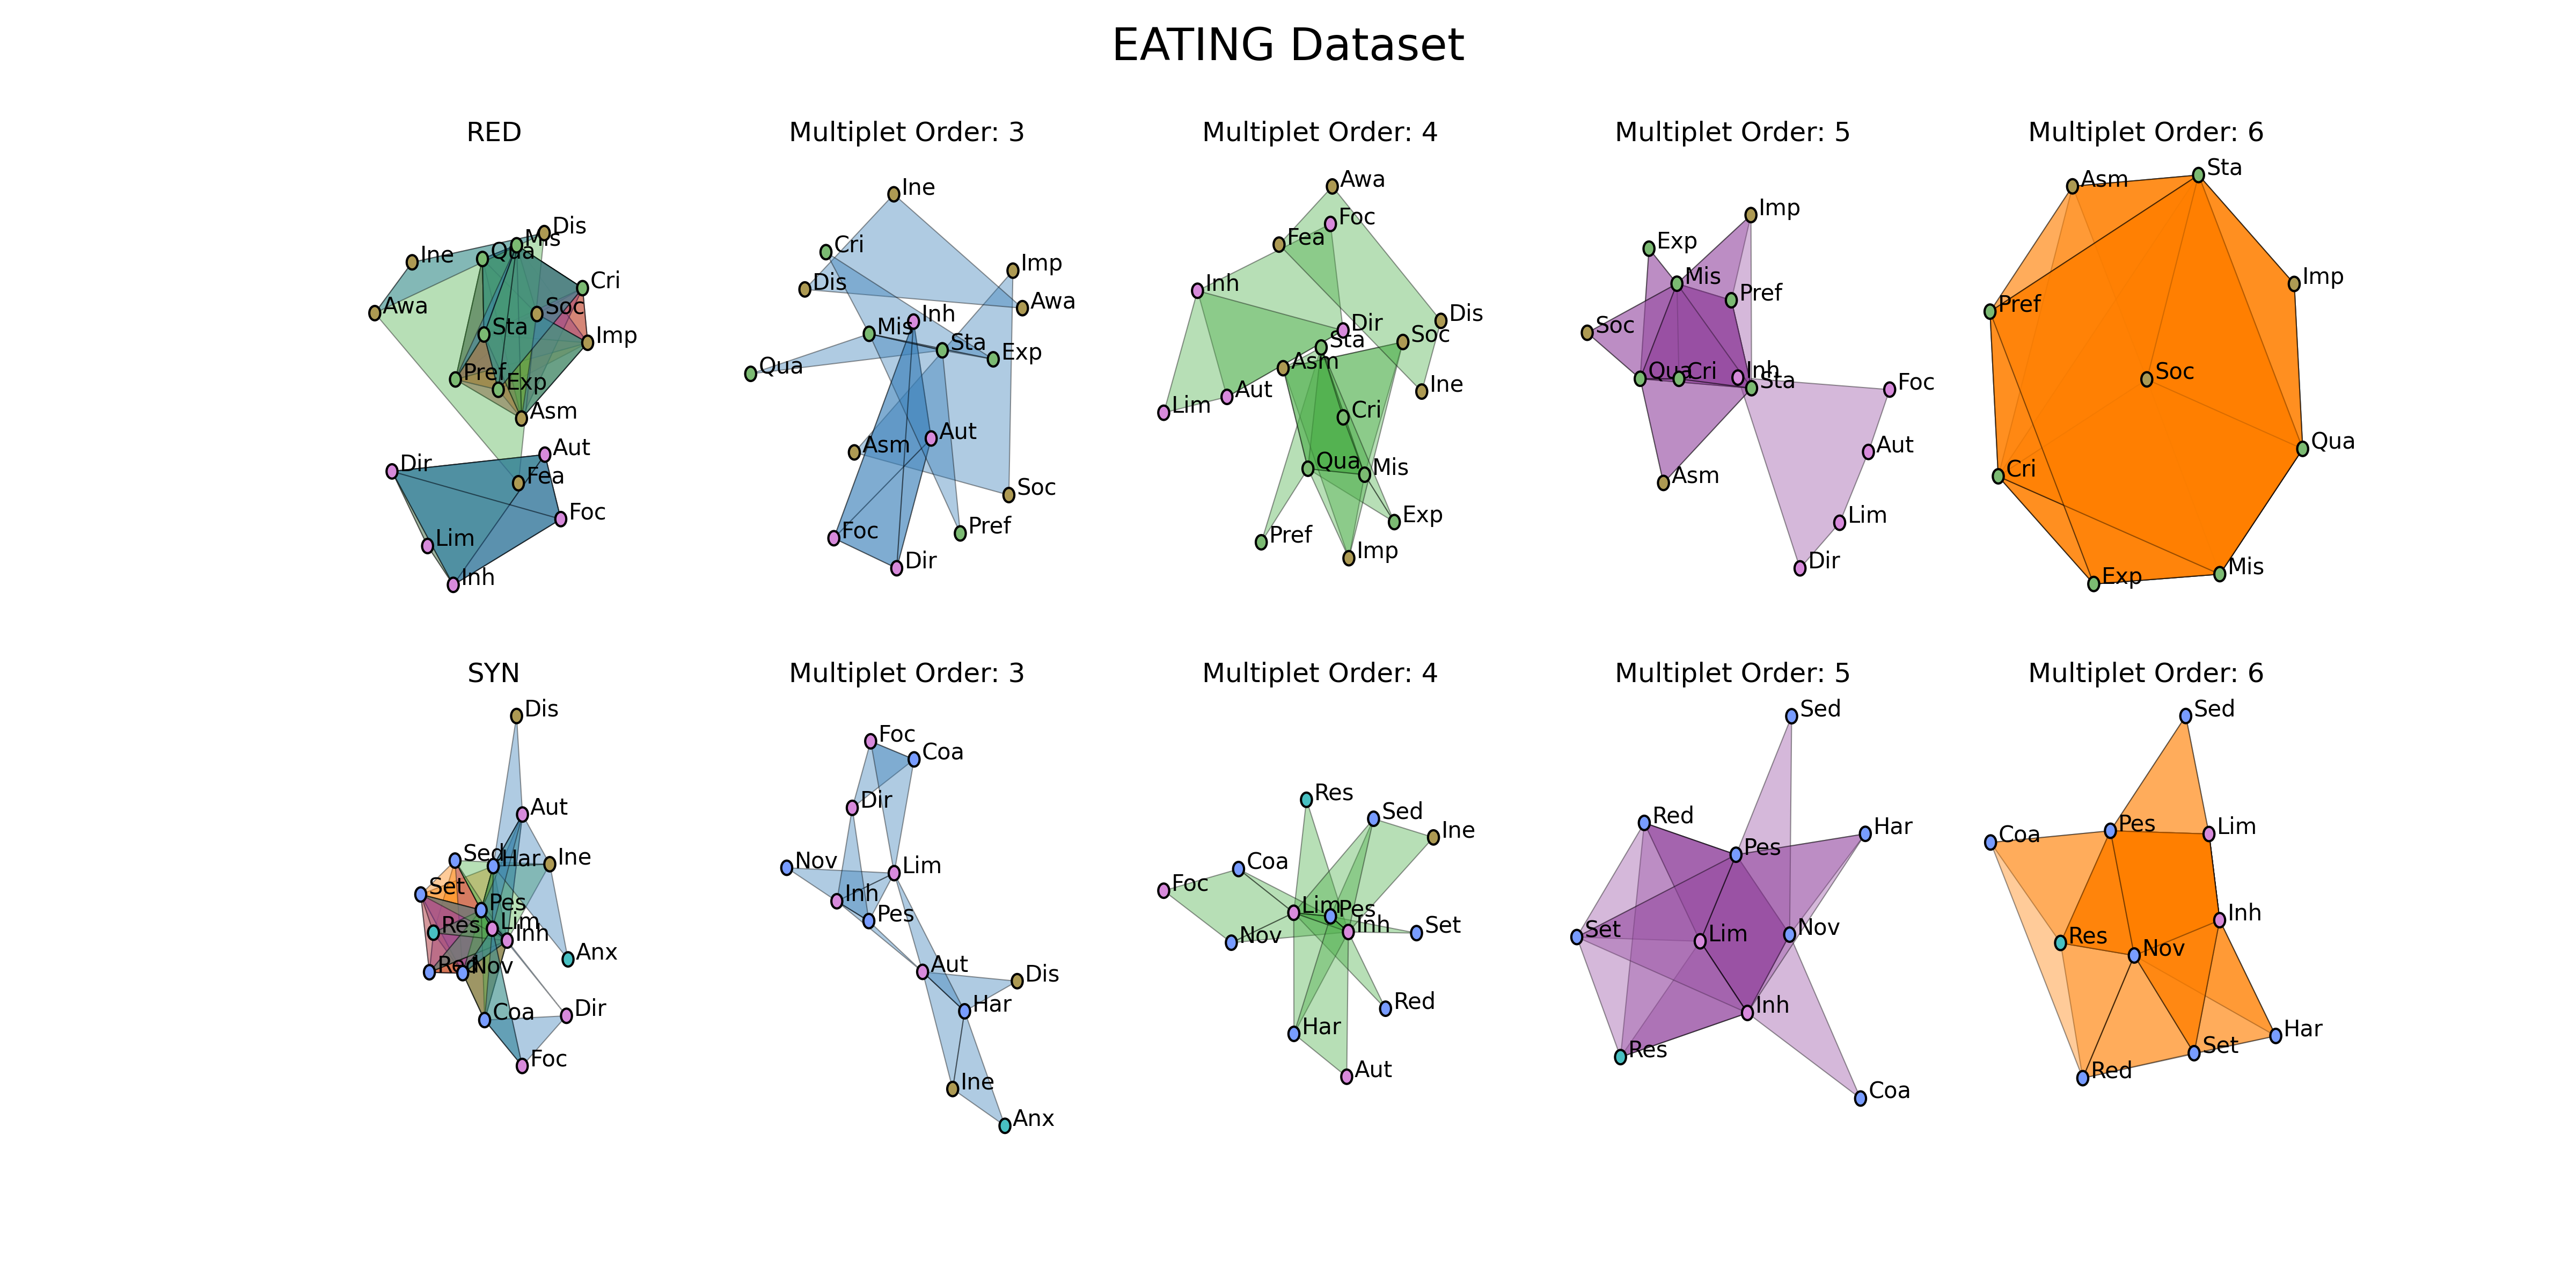 EATING Dataset
RED
Dis
Mis
Qua
Ine
Cri
Awa
Soc
Sta
Imp
Pref
Exp
Asm
Aut
Dir
Fea
Foc
Lim
Inh
Multiplet Order: 3
Ine
Cri
Imp
Dis
Awa
Inh
Mis
Sta
Exp
Qua
Aut
Asm
Soc
Foc
Pref
Dir
Multiplet Order: 4
Awa
Foc
Fea
Inh
Dis
Dir
Soc
Sta
Asm
Ine
Aut
Lim
Cri
Qua
Mis
Exp
Pref
Imp
Multiplet Order: 5
Imp
Exp
Mis
Pref
Soc
Qua
Cri
Inh
Sta
Foc
Aut
Asm
Lim
Dir
Multiplet Order: 6
Sta
Asm
Imp
Pref
Soc
Qua
Cri
Mis
Exp
SYN
Dis
Aut
Sed
Har
Ine
Set
Pes
Res
Lim
Inh
Anx
Red
Nov
Coa
Dir
Foc
Multiplet Order: 3
Foc
Coa
Dir
Nov
Lim
Inh
Pes
Aut
Dis
Har
Ine
Anx
Multiplet Order: 4
Res
Sed
Ine
Coa
Foc
Lim
Pes
Inh
Set
Nov
Red
Har
Aut
Multiplet Order: 5
Sed
Red
Har
Pes
Set
Lim
Nov
Inh
Res
Coa
Multiplet Order: 6
Sed
Pes
Lim
Coa
Inh
Res
Nov
Har
Set
Red